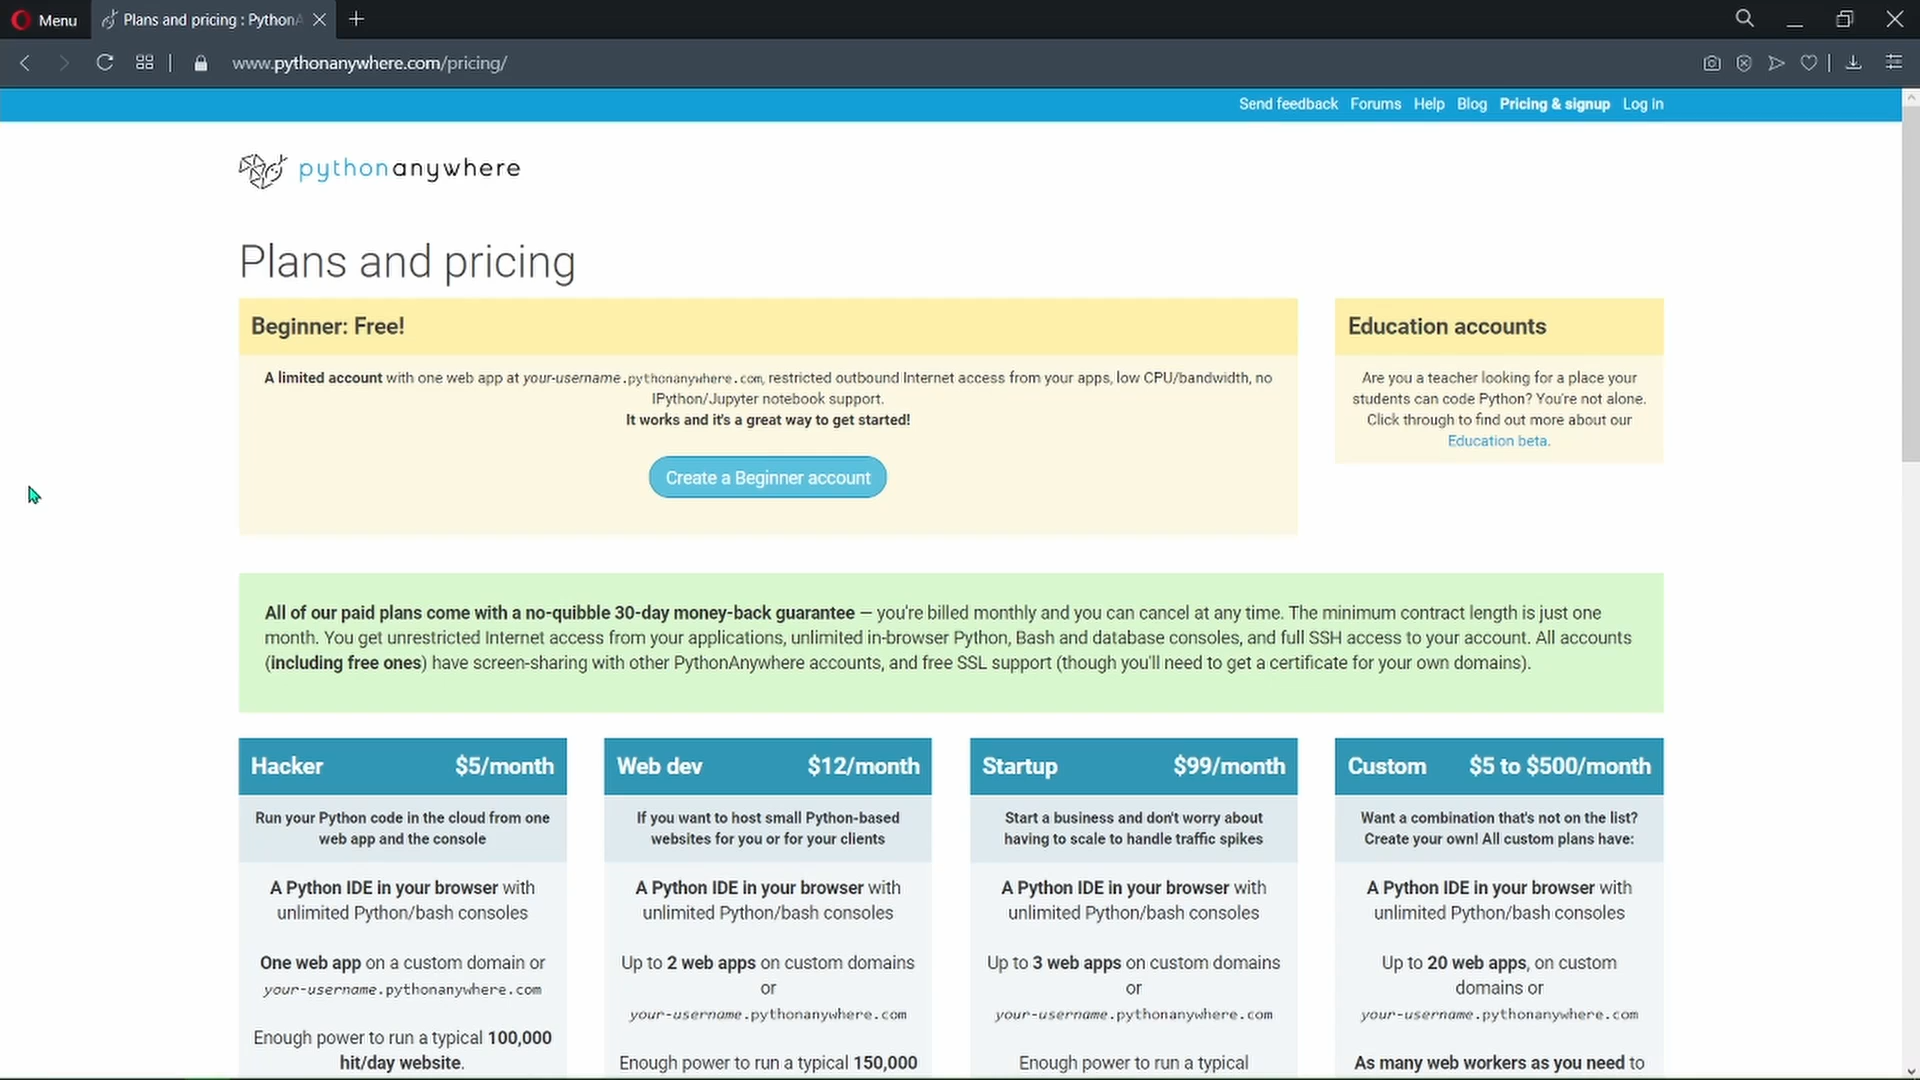 Menu
Plans and pricing : PythonA
www.pythonanywhere.com/pricing/
Send feedback Forums Help Blog Pricing & signup Log in
pythonanywhere
Plans and pricing
Beginner: Free!
A limited account with one web app at your-username.pythonanywhere.com, restricted outbound Internet access from your apps, low CPU/bandwidth, no
IPython/Jupyter notebook support.
It works and it's a great way to get started!
Create a Beginner account
Education accounts
Are you a teacher looking for a place your
students can code Python? You're not alone.
Click through to find out more about our
Education beta.
All of our paid plans come with a no-quibble 30-day money-back guarantee — you're billed monthly and you can cancel at any time. The minimum contract length is just one
month. You get unrestricted Internet access from your applications, unlimited in-browser Python, Bash and database consoles, and full SSH access to your account. All accounts
(including free ones) have screen-sharing with other PythonAnywhere accounts, and free SSL support (though you'll need to get a certificate for your own domains).
Hacker $5/month
Run your Python code in the cloud from one
web app and the console
A Python IDE in your browser with
unlimited Python/bash consoles
One web app on a custom domain or
your-username.pythonanywhere.com
Enough power to run a typical 100,000
hit/day website.
Web dev $12/month
If you want to host small Python-based
websites for you or for your clients
A Python IDE in your browser with
unlimited Python/bash consoles
Up to 2 web apps on custom domains
or
your-username.pythonanywhere.com
Enough power to run a typical 150,000
Startup $99/month
Start a business and don't worry about
having to scale to handle traffic spikes
A Python IDE in your browser with
unlimited Python/bash consoles
Up to 3 web apps on custom domains
or
your-username.pythonanywhere.com
Enough power to run a typical
Custom $5 to $500/month
Want a combination that's not on the list?
Create your own! All custom plans have:
A Python IDE in your browser with
unlimited Python/bash consoles
Up to 20 web apps, on custom
domains or
your-username.pythonanywhere.com
As many web workers as you need to